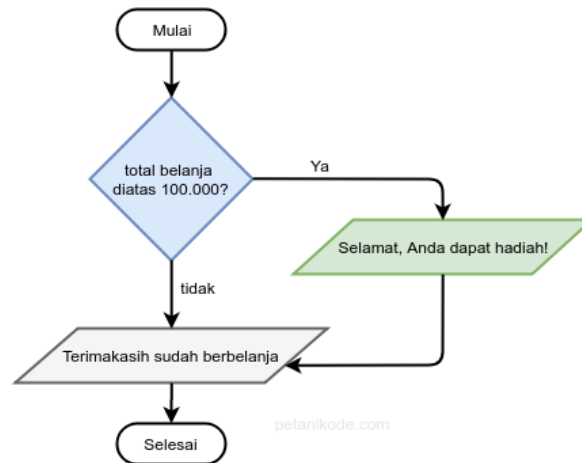 Mulai
total belanja
diatas 100.000?
Ya
Selamat, Anda dapat hadiah!
tidak
Terimakasih sudah berbelanja
petanikode.com
Selesai